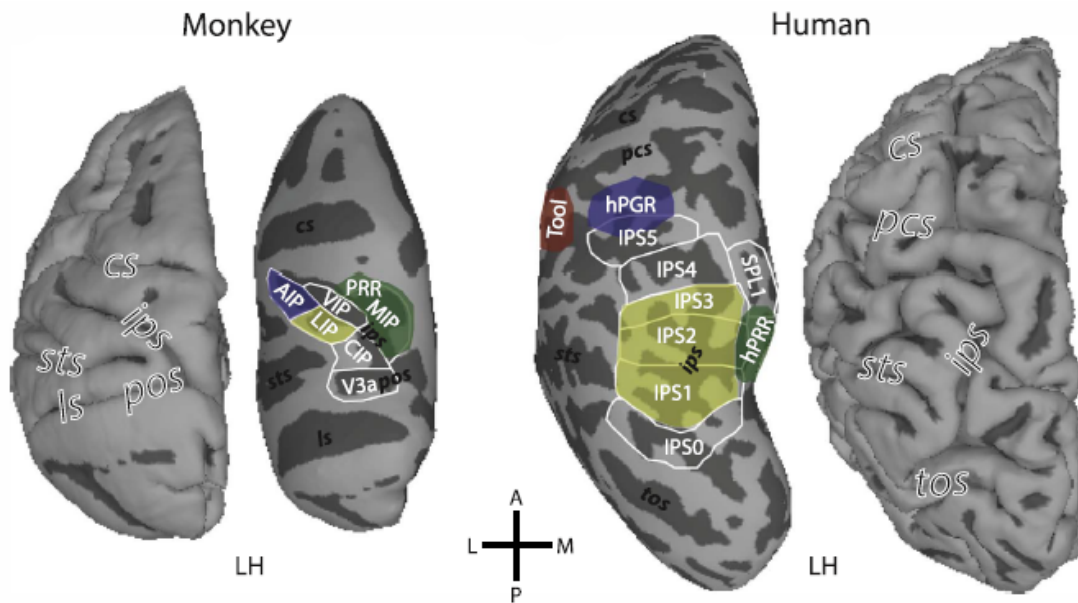 Monkey
Human
cs
ips
sts
pos
ls
cs
AIP
VIP
PRR
MIP
LIP
ips
CIP
sts
V3a
pos
ls
LH
cs
pcs
Tool
hPGR
IPS5
IPS4
SPL1
IPS3
IPS2
hPRR
ips
sts
IPS1
IPS0
tos
LH
cs
pcs
ips
sts
tos
A
L
M
P